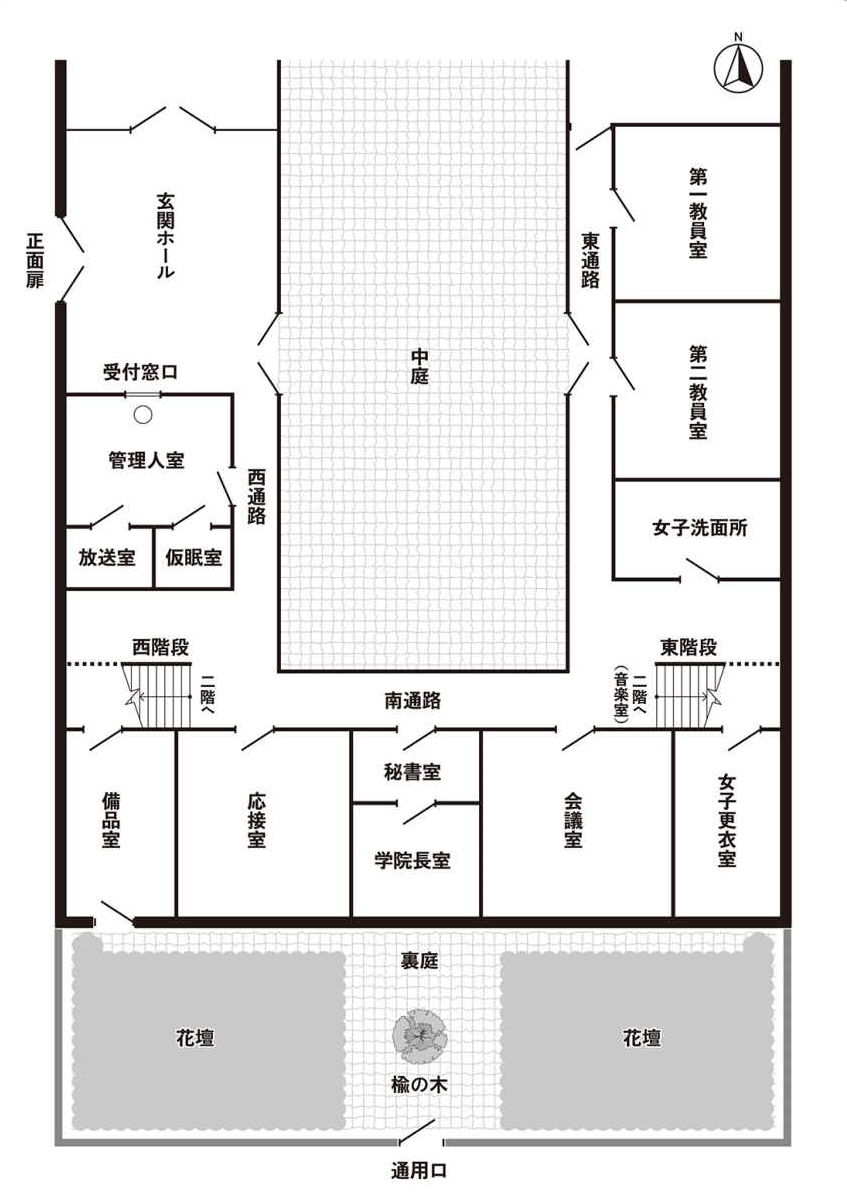 N
正面扉
玄関ホール
東通路
第一教員室
第二教員室
中庭
受付窓口
管理人室
西通路
放送室
仮眠室
女子洗面所
西階段
二階へ
東階段
二階へ
（音楽室）
南通路
備品室
応接室
秘書室
学院長室
会議室
女子更衣室
裏庭
花壇
花壇
楡の木
通用口